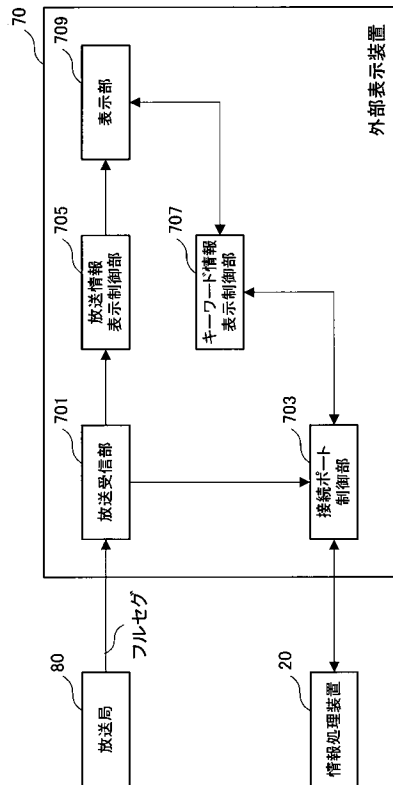 70
外部表示装置
80
放送局
フルセグ
701
放送受信部
705
放送情報
表示制御部
709
表示部
707
キーワード情報
表示制御部
703
接続ポート
制御部
20
情報処理装置